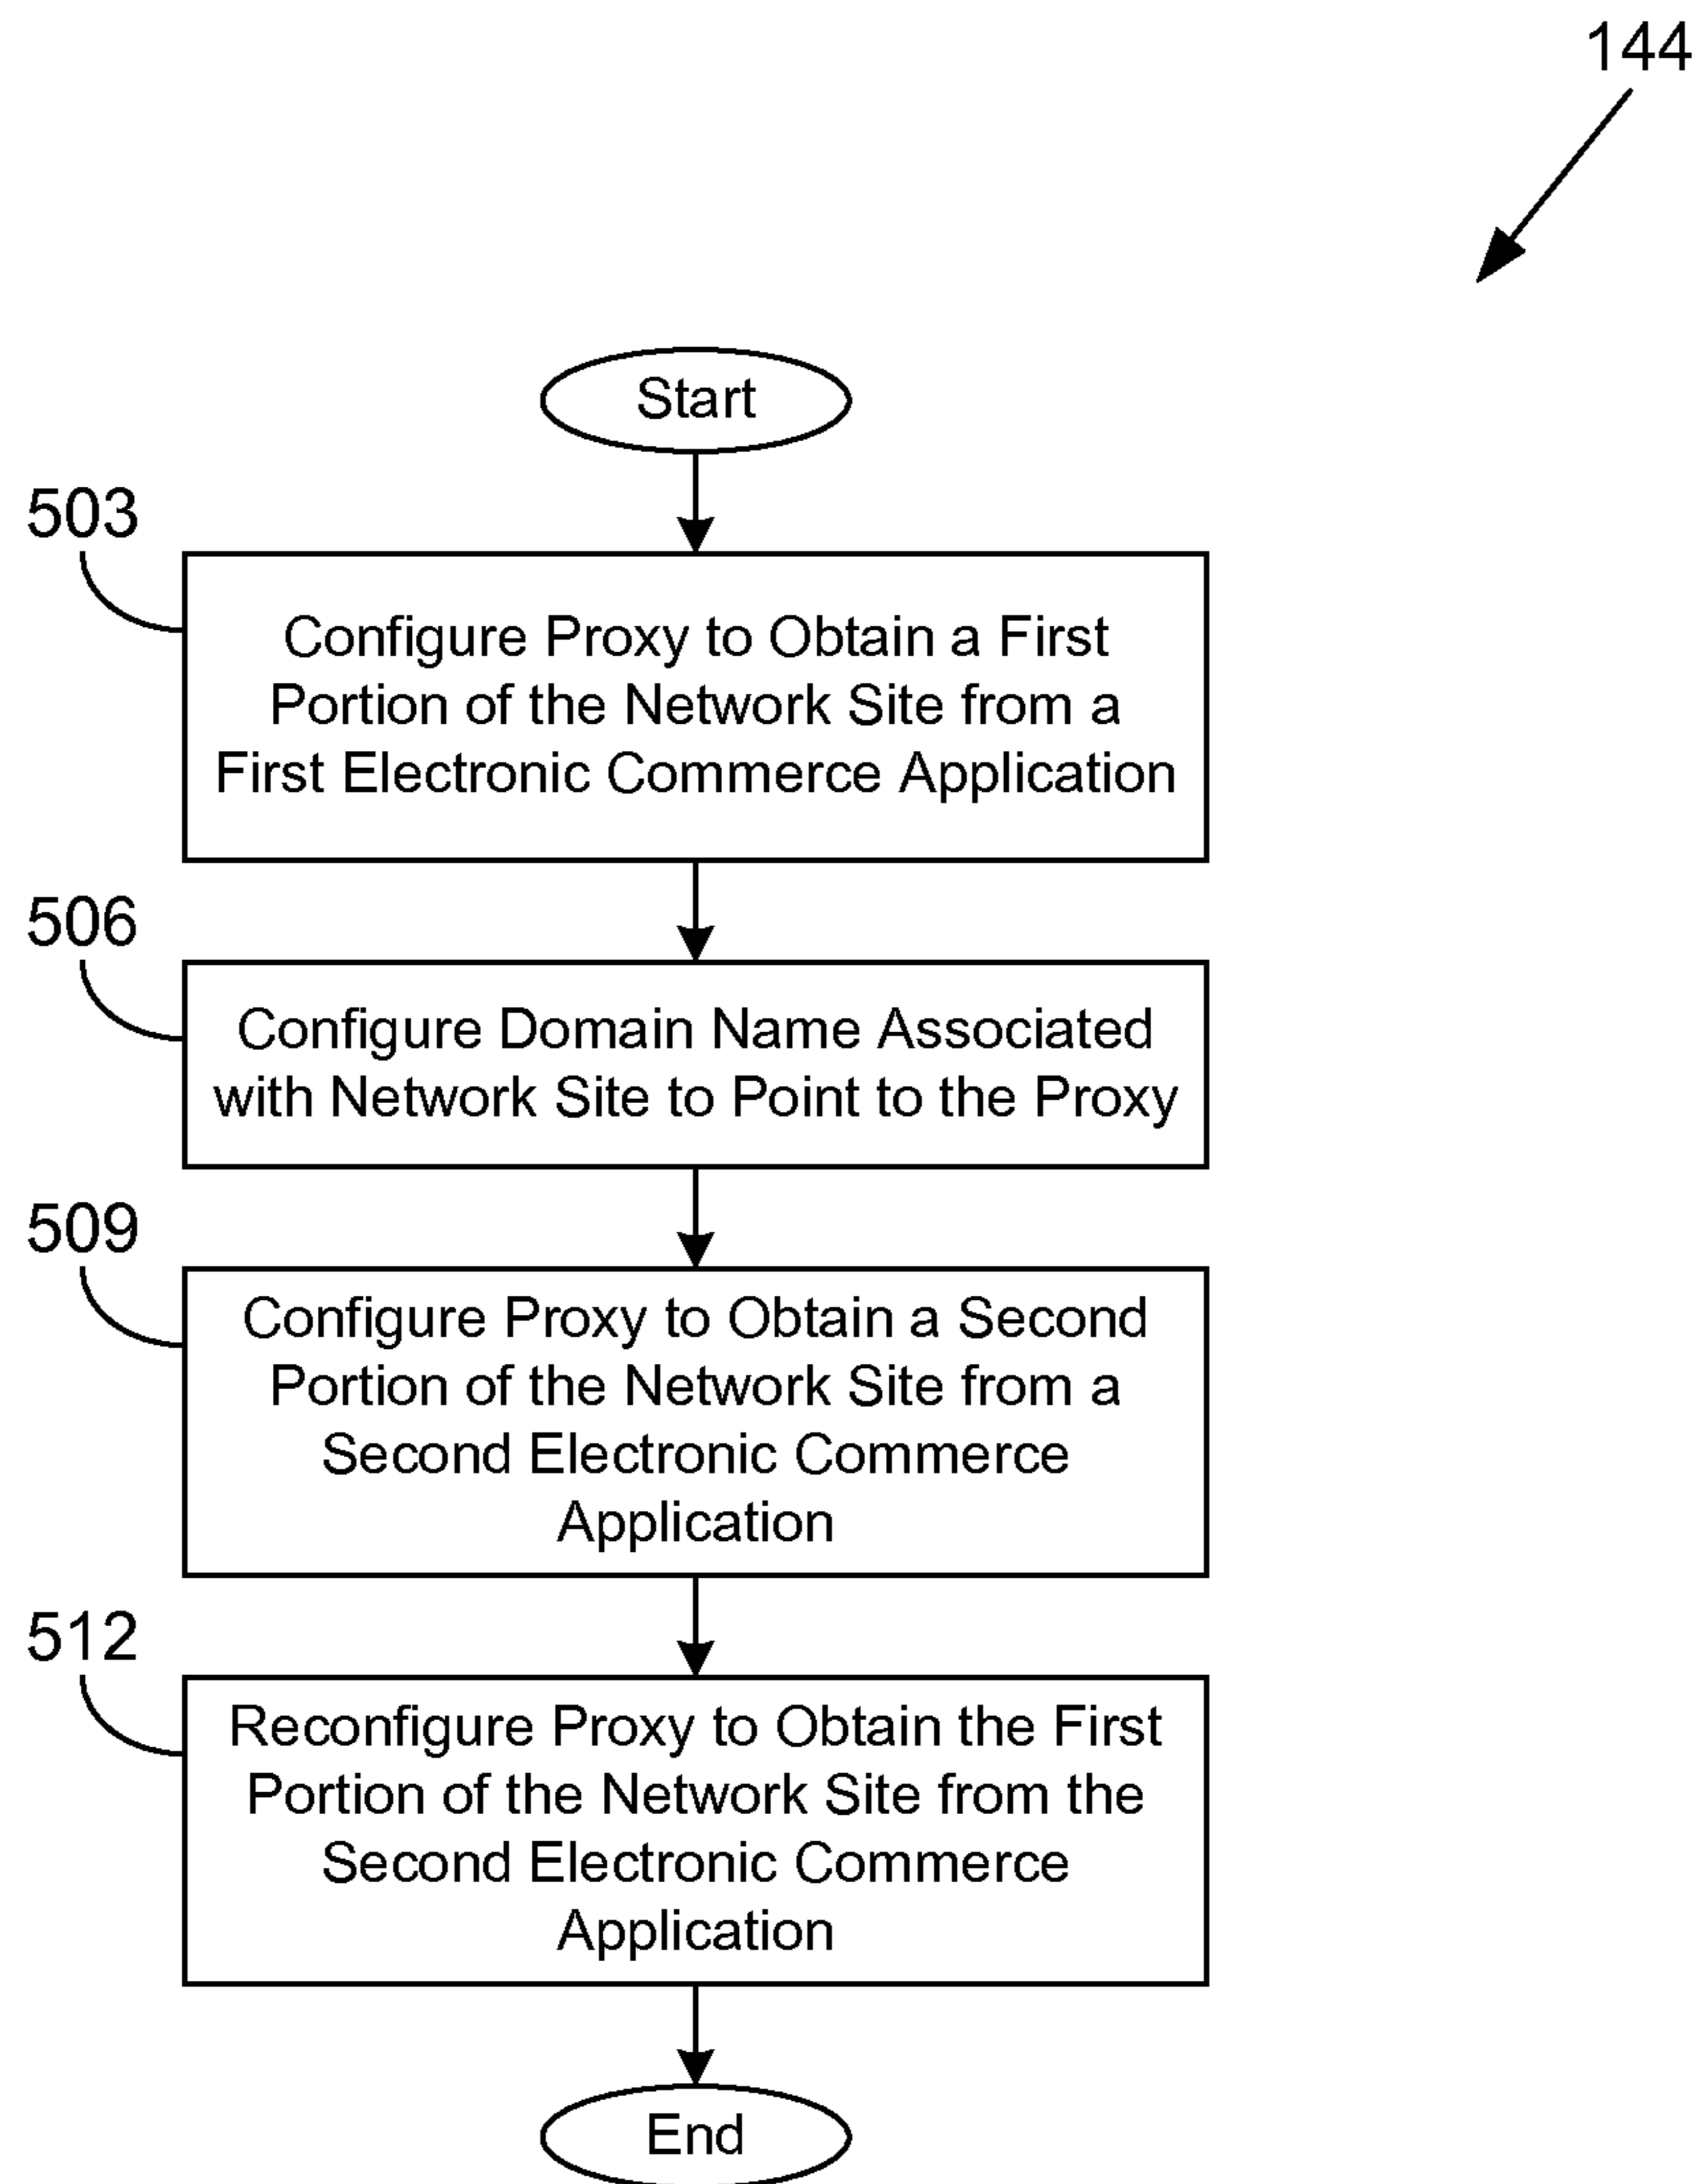 144
Start
503
Configure Proxy to Obtain a First
Portion of the Network Site from a
First Electronic Commerce Application
506
Configure Domain Name Associated
with Network Site to Point to the Proxy
509
Configure Proxy to Obtain a Second
Portion of the Network Site from a
Second Electronic Commerce
Application
512
Reconfigure Proxy to Obtain the First
Portion of the Network Site from the
Second Electronic Commerce
Application
End